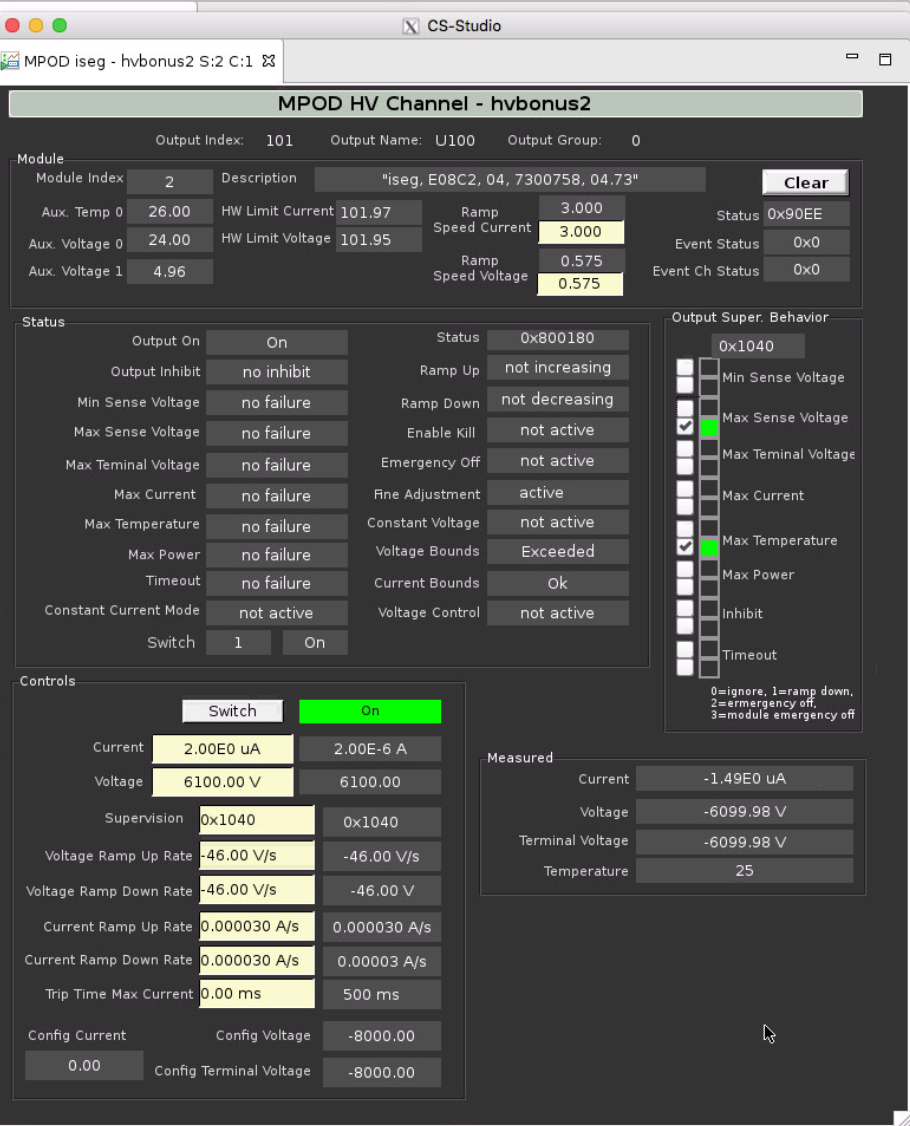 CS-Studio
MPOD iseg - hvbonus2 S:2 C:1
MPOD HV Channel - hvbonus2
Output Index: 101 Output Name: U100 Output Group: 0
Module
Module Index 2 Description "iseg, E08C2, 04, 7300758, 04.73" Clear
Aux. Temp 0 26.00 HW Limit Current 101.97 Ramp Speed Current 3.000 Status 0x90EE
3.000
Aux. Voltage 0 24.00 HW Limit Voltage 101.95 Event Status 0x0
Aux. Voltage 1 4.96 Ramp Speed Voltage 0.575 Event Ch Status 0x0
0.575
Status
Output On On Status 0x800180
Output Inhibit no inhibit Ramp Up not increasing
Min Sense Voltage no failure Ramp Down not decreasing
Max Sense Voltage no failure Enable Kill not active
Max Teminal Voltage no failure Emergency Off not active
Max Current no failure Fine Adjustment active
Max Temperature no failure Constant Voltage not active
Max Power no failure Voltage Bounds Exceeded
Timeout no failure Current Bounds Ok
Constant Current Mode not active Voltage Control not active
Switch 1 On
Output Super. Behavior
0x1040
Min Sense Voltage
Max Sense Voltage
Max Teminal Voltage
Max Current
Max Temperature
Max Power
Inhibit
Timeout
0=ignore, 1=ramp down,
2=ermergency off,
3=module emergency off
Controls
Switch On
Current 2.00E0 uA 2.00E-6 A
Voltage 6100.00 V 6100.00
Supervision 0x1040 0x1040
Voltage Ramp Up Rate -46.00 V/s -46.00 V/s
Voltage Ramp Down Rate -46.00 V/s -46.00 V
Current Ramp Up Rate 0.000030 A/s 0.000030 A/s
Current Ramp Down Rate 0.000030 A/s 0.00003 A/s
Trip Time Max Current 0.00 ms 500 ms
Config Current Config Voltage -8000.00
0.00 Config Terminal Voltage -8000.00
Measured
Current -1.49E0 uA
Voltage -6099.98 V
Terminal Voltage -6099.98 V
Temperature 25